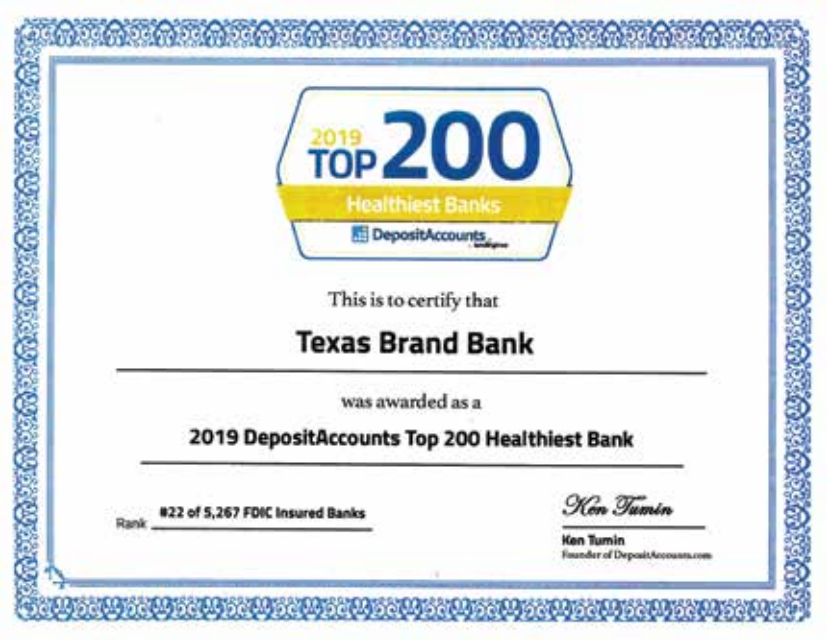 2019
TOP 200
Healthiest Banks
DepositAccounts
This is to certify that
Texas Brand Bank
was awarded as a
2019 DepositAccounts Top 200 Healthiest Bank
Rank #22 of 5,267 FDIC Insured Banks
Ken Tumin
Ken Tumin
Founder of DepositAccounts.com